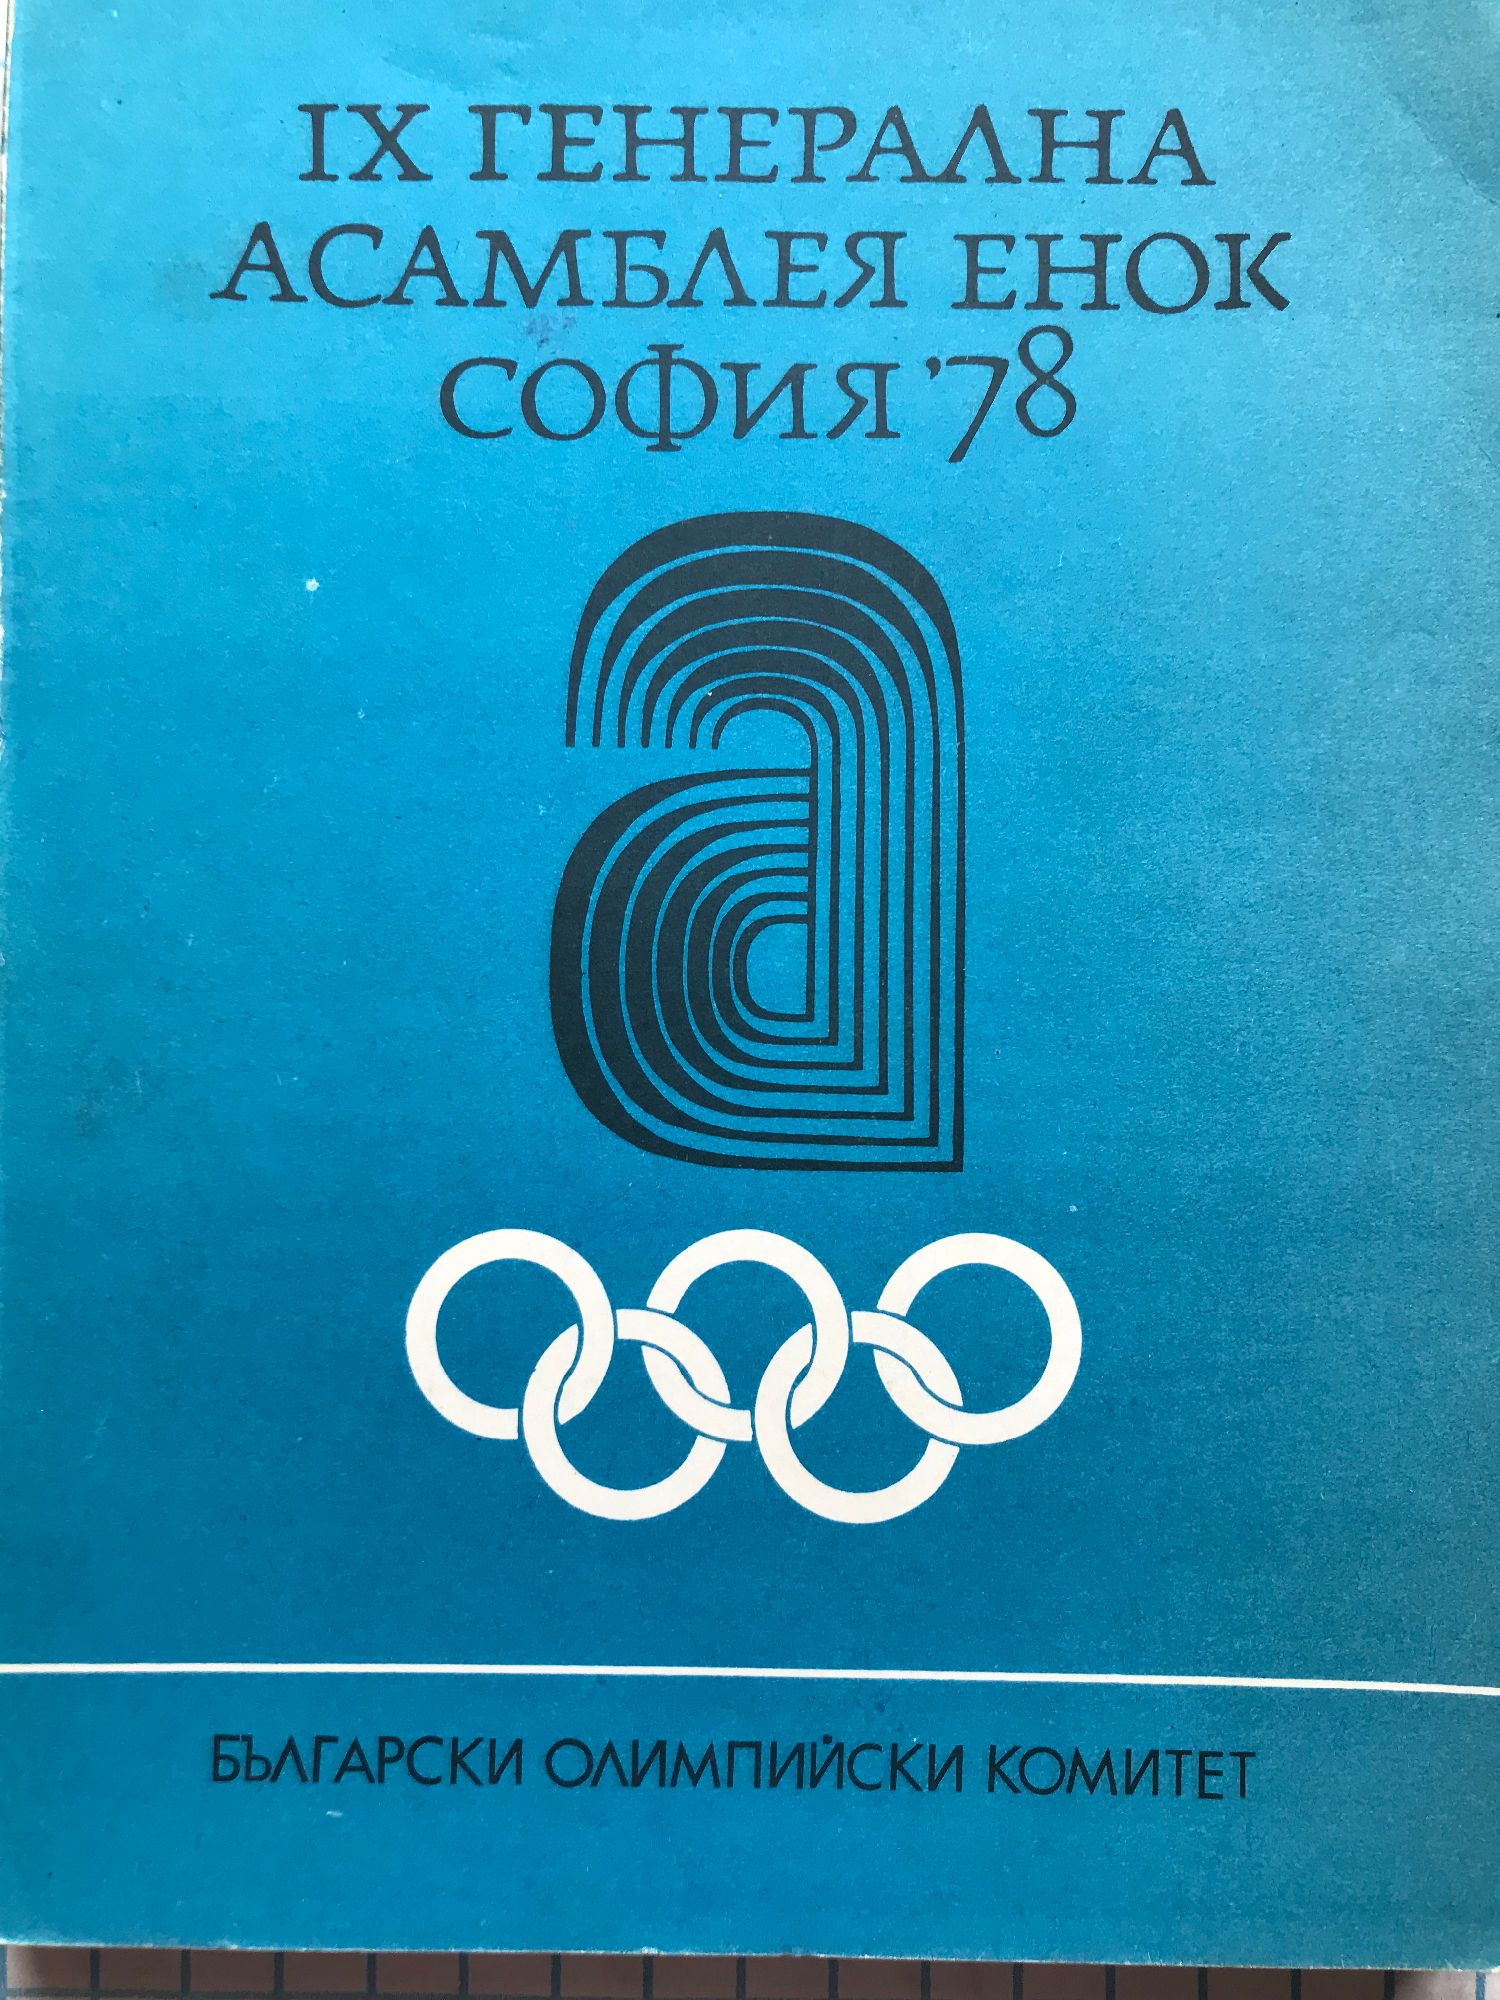 IX ГЕНЕРАЛНА
АСАМБЛЕЯ ЕНОК
СОФИЯ '78
a
БЪЛГАРСКИ ОЛИМПИЙСКИ КОМИТЕТ